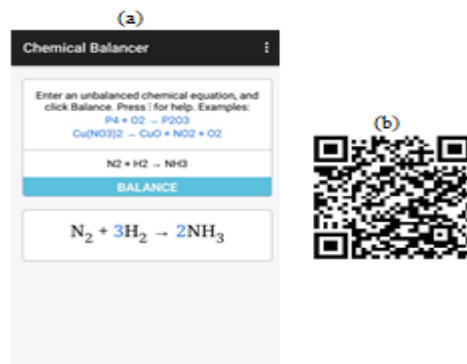 (a)
Chemical Balancer
Enter an unbalanced chemical equation, and
click Balance. Press ⋮ for help. Examples:
P4 + O2 → P2O3
Cu(NO3)2 → CuO + NO2 + O2
N2 + H2 → NH3
BALANCE
N₂ + 3H₂ → 2NH₃
(b)